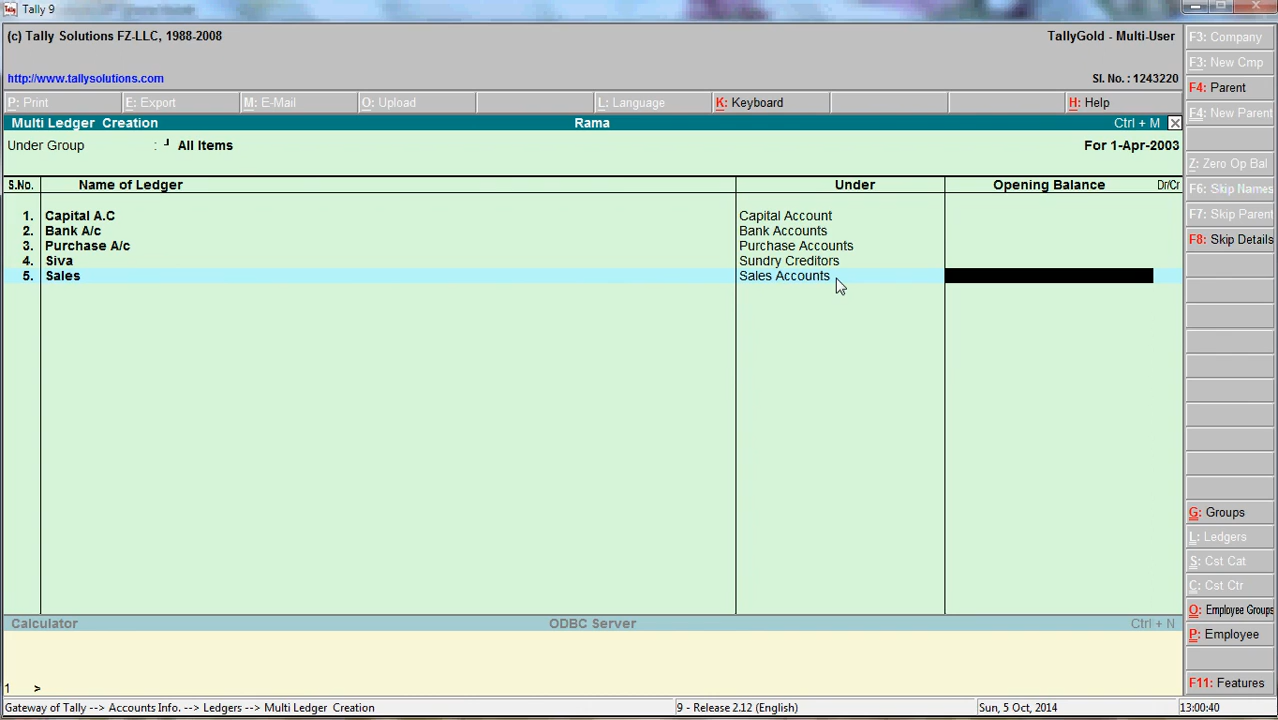 Tally 9
(c) Tally Solutions FZ-LLC, 1988-2008
TallyGold - Multi-User
http://www.tallysolutions.com
Sl. No. : 1243220
P: Print
E: Export
M: E-Mail
O: Upload
L: Language
K: Keyboard
H: Help
Multi Ledger Creation
Rama
Ctrl + M
Under Group : ┘ All Items
For 1-Apr-2003
S.No. Name of Ledger Under Opening Balance Dr/Cr
1. Capital A.C Capital Account
2. Bank A/c Bank Accounts
3. Purchase A/c Purchase Accounts
4. Siva Sundry Creditors
5. Sales Sales Accounts
Calculator
ODBC Server
Ctrl + N
1 >
Gateway of Tally --> Accounts Info. --> Ledgers --> Multi Ledger Creation
9 - Release 2.12 (English)
Sun, 5 Oct, 2014
13:00:40
F3: Company
F3: New Cmp
F4: Parent
F4: New Parent
Z: Zero Op Bal
F6: Skip Names
F7: Skip Parent
F8: Skip Details
G: Groups
L: Ledgers
S: Cst Cat
C: Cst Ctr
O: Employee Groups
P: Employee
F11: Features